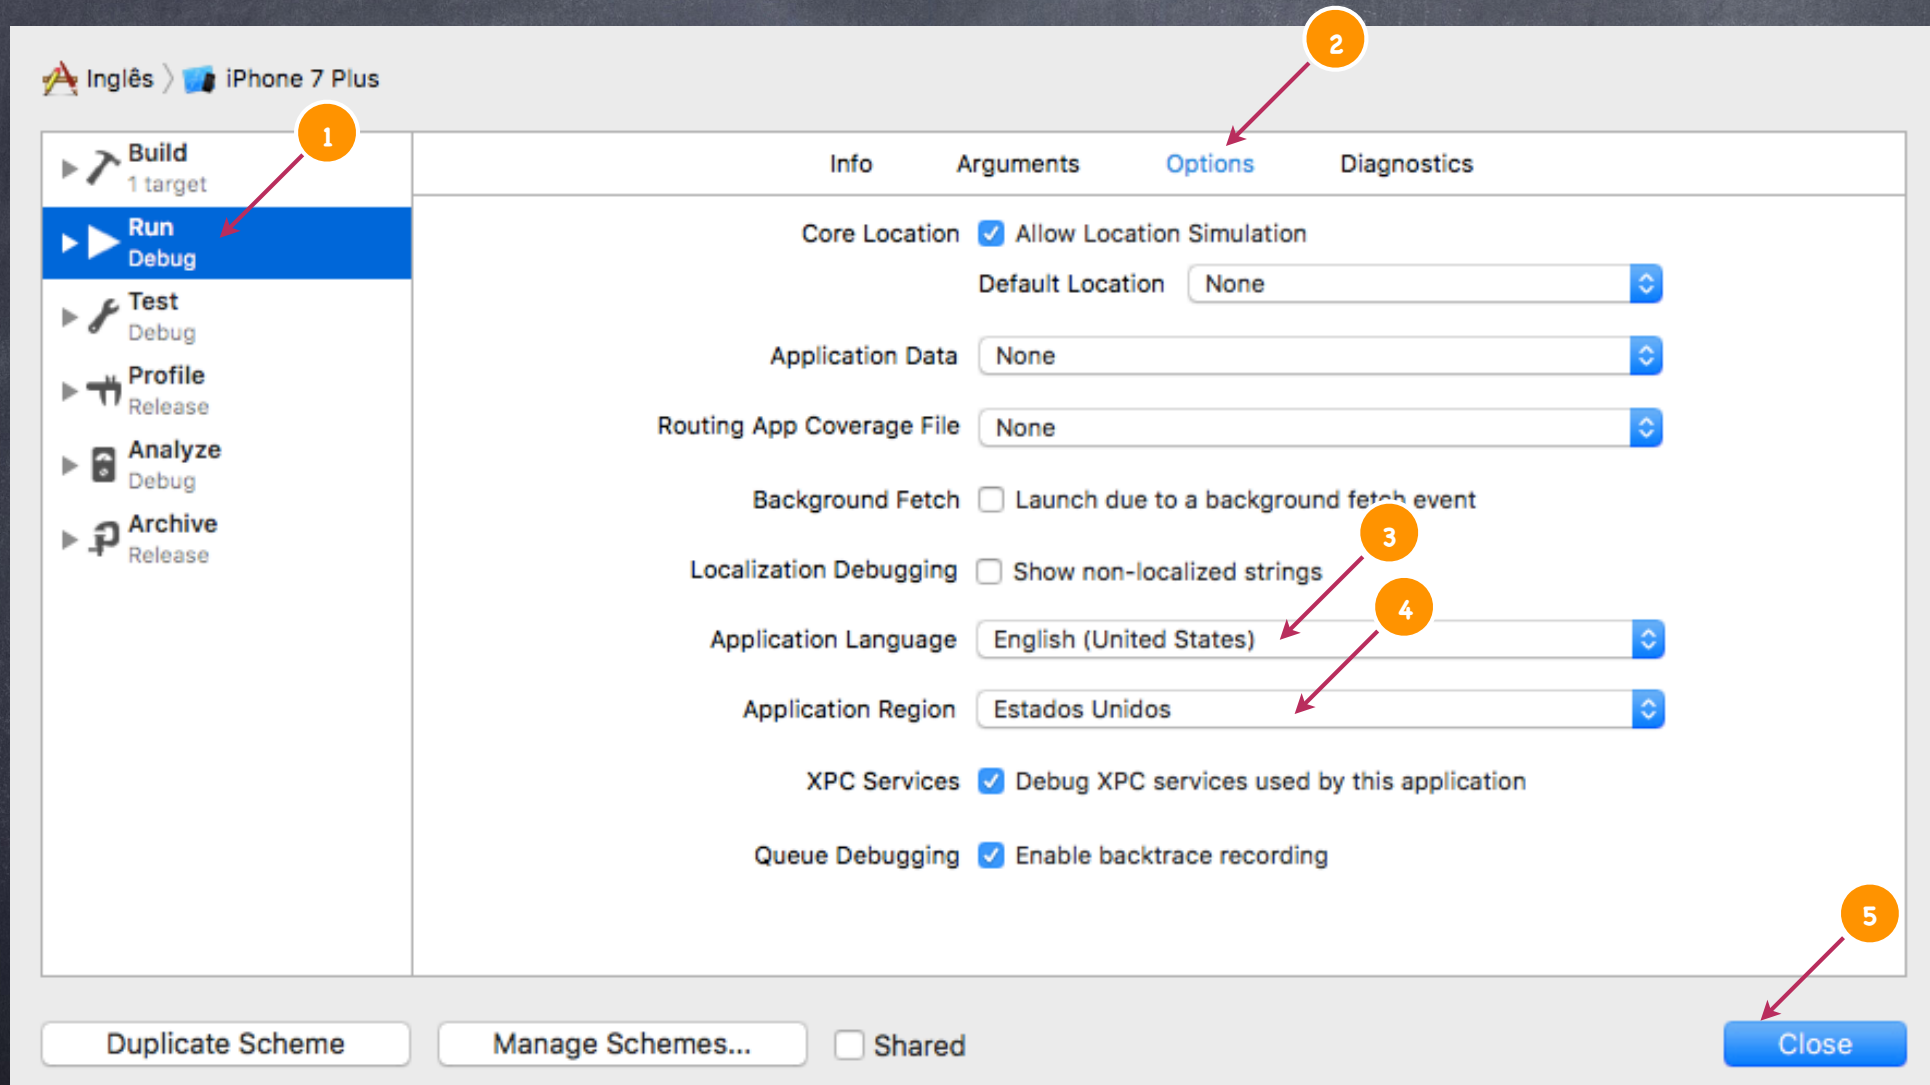 2
Inglês 〉 iPhone 7 Plus
1
Build
1 target
Run
Debug
Test
Debug
Profile
Release
Analyze
Debug
Archive
Release
Info Arguments Options Diagnostics
Core Location Allow Location Simulation
Default Location None
Application Data None
Routing App Coverage File None
Background Fetch Launch due to a background fetch event
3
Localization Debugging Show non-localized strings
4
Application Language English (United States)
Application Region Estados Unidos
XPC Services Debug XPC services used by this application
Queue Debugging Enable backtrace recording
5
Duplicate Scheme Manage Schemes... Shared Close